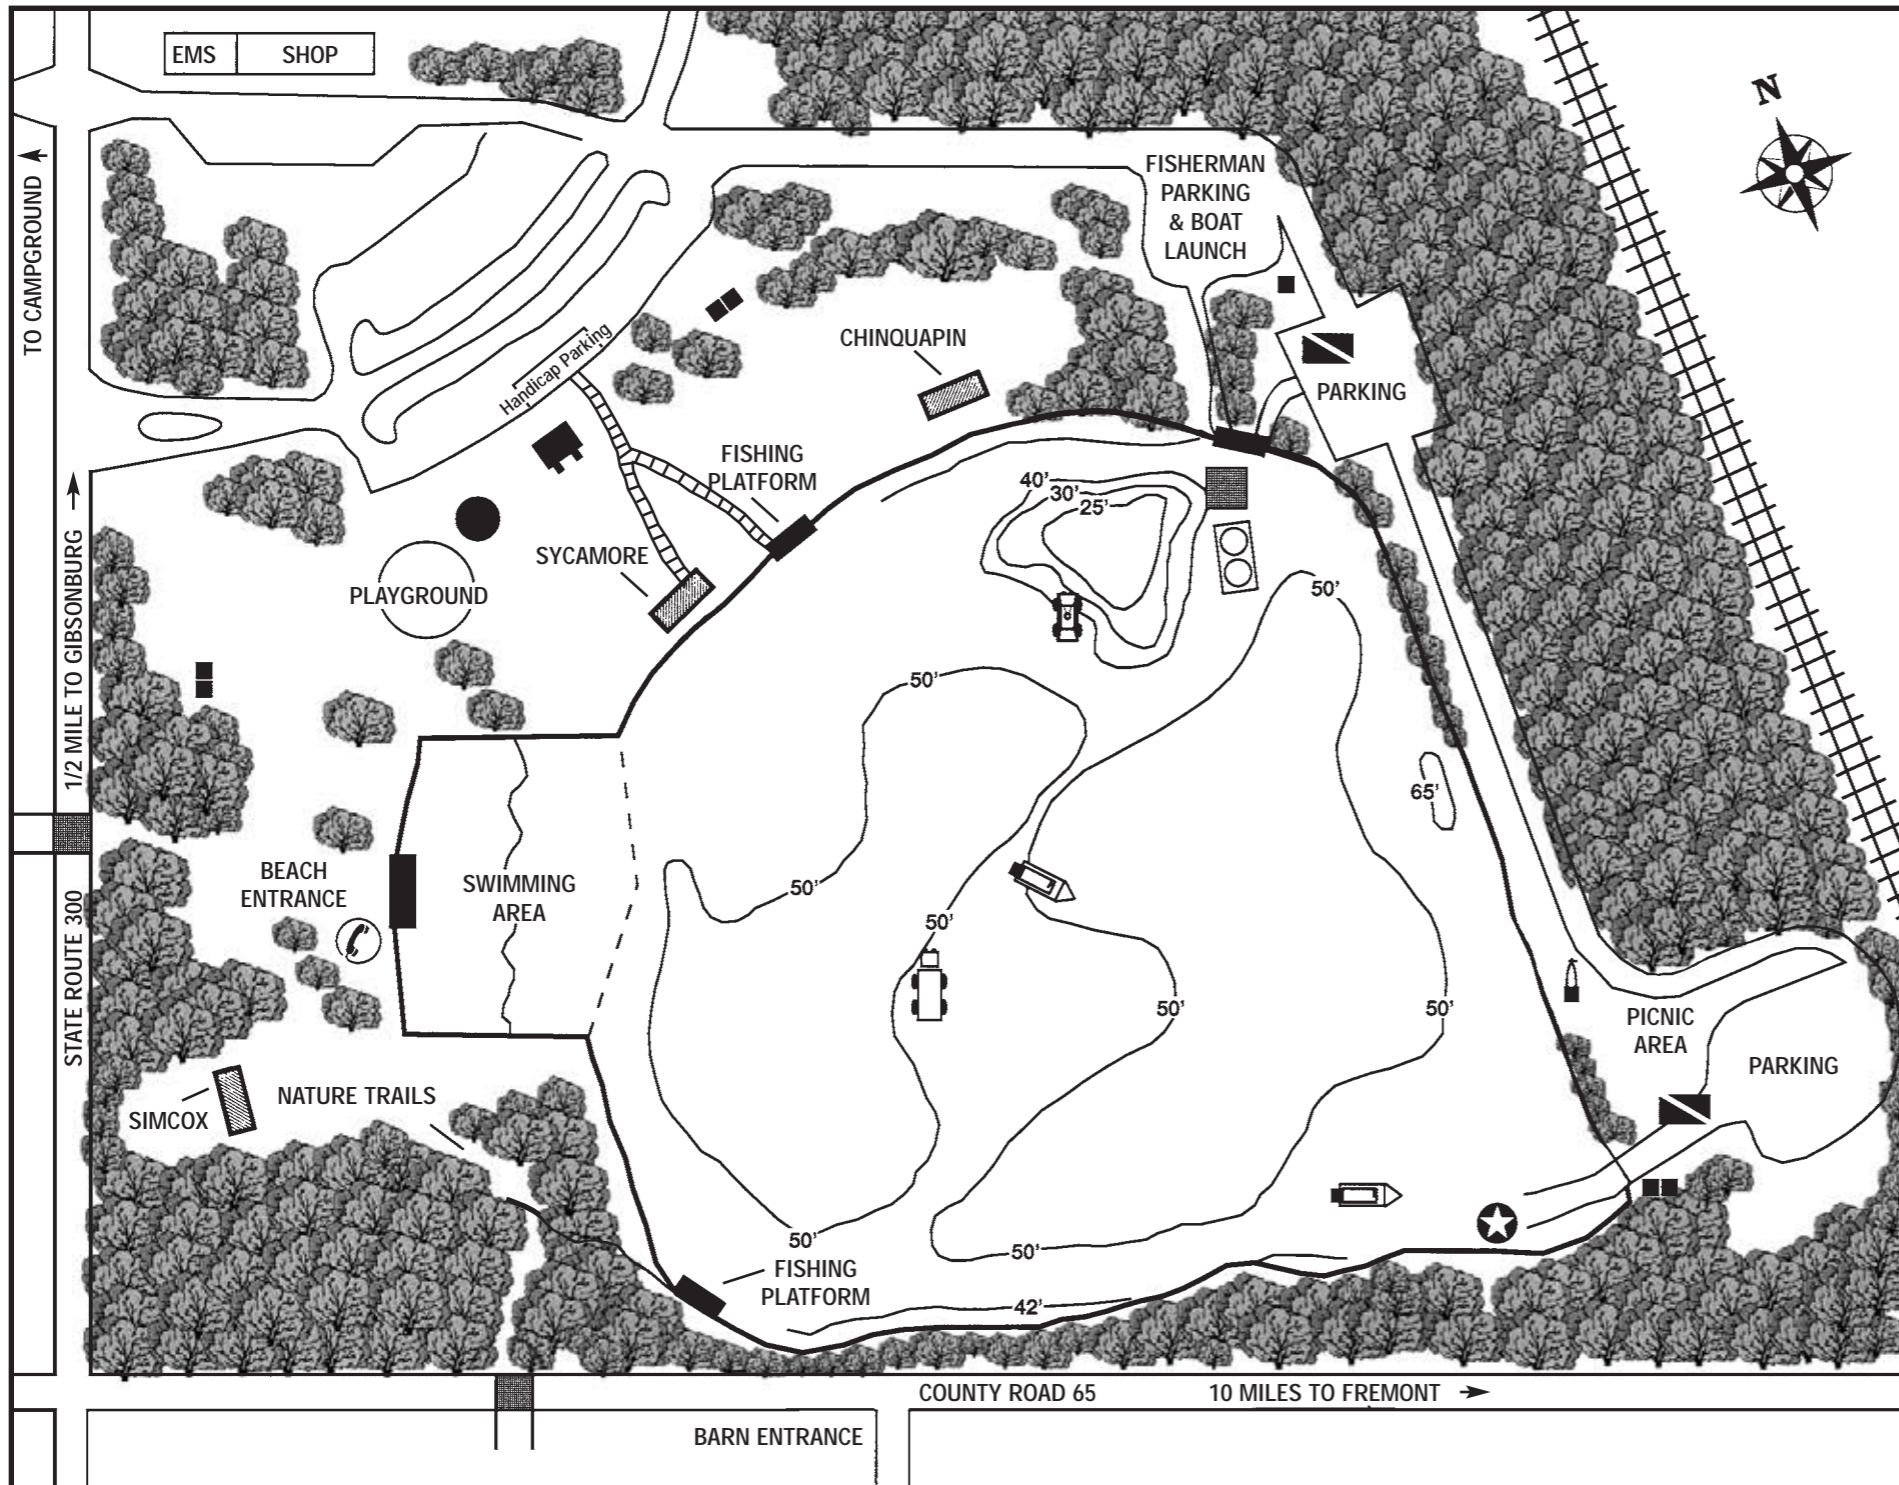 EMS
SHOP
N
TO CAMPGROUND
FISHERMAN
PARKING
& BOAT
LAUNCH
Handicap Parking
CHINQUAPIN
PARKING
FISHING
PLATFORM
40'
30'
25'
SYCAMORE
PLAYGROUND
50'
50'
1/2 MILE TO GIBSONBURG
65'
BEACH
ENTRANCE
SWIMMING
AREA
50'
50'
STATE ROUTE 300
50'
50'
PICNIC
AREA
PARKING
SIMCOX
NATURE TRAILS
50'
50'
FISHING
PLATFORM
42'
COUNTY ROAD 65
10 MILES TO FREMONT
BARN ENTRANCE